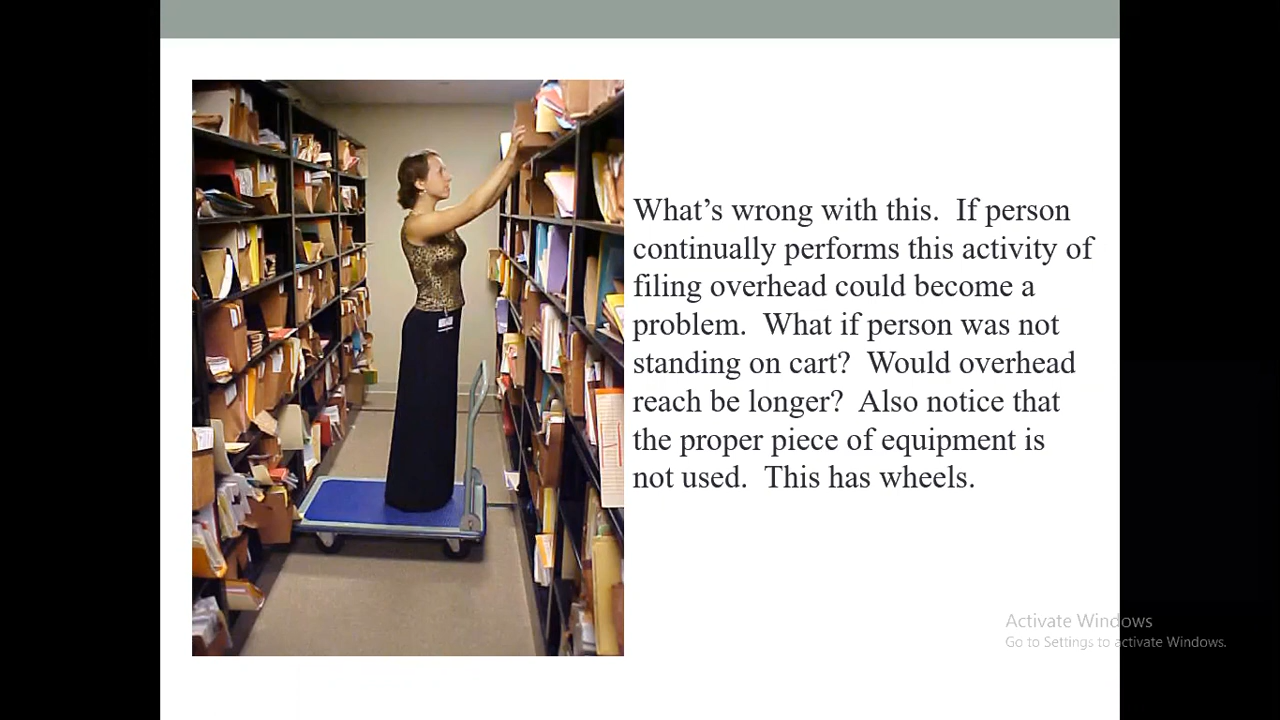 What's wrong with this.  If person
continually performs this activity of
filing overhead could become a
problem.  What if person was not
standing on cart?  Would overhead
reach be longer?  Also notice that
the proper piece of equipment is
not used.  This has wheels.
Activate Windows
Go to Settings to activate Windows.